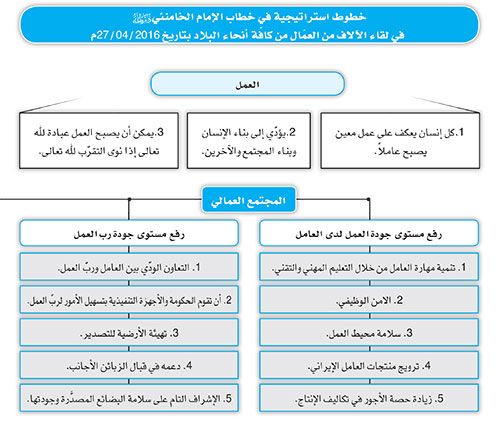 خطوط استراتيجية في خطاب الإمام الخامنئي
في لقاء الآلاف من العمّال من كافّة أنحاء البلاد بتاريخ 27/04/2016م
العمل
1.كل إنسان يعكف على عمل معين
يصبح عاملاً.
2.يؤدّي إلى بناء الإنسان
وبناء المجتمع والآخرين.
3.يمكن أن يصبح العمل عبادة لله
تعالى إذا نوى التقرّب لله تعالى.
المجتمع العمالي
رفع مستوى جودة العمل لدى العامل
1. تنمية مهارة العامل من خلال التعليم المهني والتقني.
2. الامن الوظيفي.
3. سلامة محيط العمل.
4. ترويج منتجات العامل الإيراني.
5. زيادة حصة الأجور في تكاليف الإنتاج.
رفع مستوى جودة رب العمل
1. التعاون الودّي بين العامل وربّ العمل.
2. أن تقوم الحكومة والأجهزة التنفيذية بتسهيل الأمور لربّ العمل.
3. تهيئة الأرضية للتصدير.
4. دعمه في قبال الزبائن الأجانب.
5. الإشراف التام على سلامة البضائع المصدَّرة وجودتها.